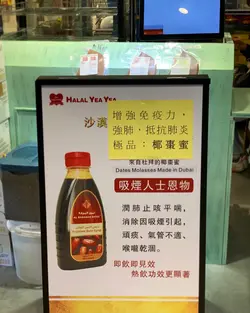 HALAL YEA YEA
增強免疫力，
強肺，抵抗肺炎
極品：椰棗蜜
沙漠
來自杜拜的椰棗蜜
Dates Molasses Made in Dubai
吸煙人士恩物
潤肺止咳平喘，
消除因吸煙引起，
頑痰、氣管不適、
喉嚨乾涸。
即飲即見效
熱飲功效更顯著